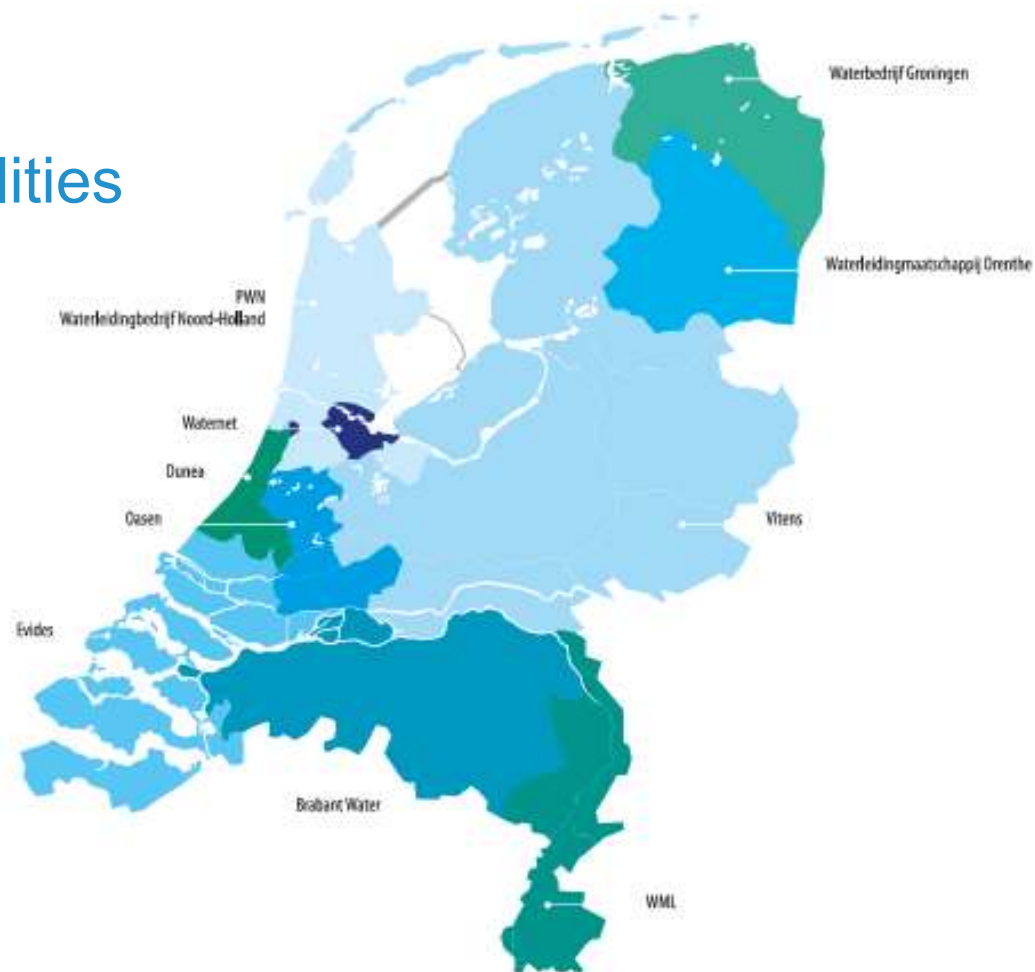 lities
Waterbedrijf Groningen
Waterleidingmaatschappij Drenthe
PWN
Waterleidingbedrijf Noord-Holland
Waternet
Dunea
Oasen
Vitens
Evides
Brabant Water
WML